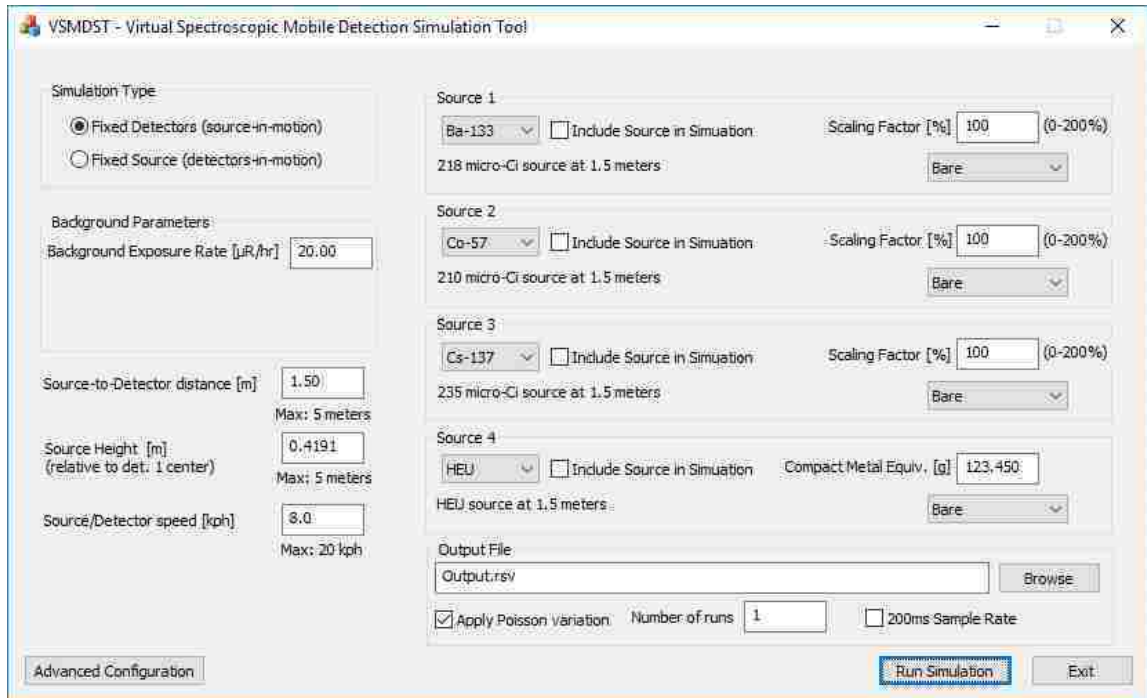 VSMDST - Virtual Spectroscopic Mobile Detection Simulation Tool
Simulation Type
Fixed Detectors (source-in-motion)
Fixed Source (detectors-in-motion)
Background Parameters
Background Exposure Rate [µR/hr] 20.00
Source-to-Detector distance [m] 1.50
Max: 5 meters
Source Height [m] 0.4191
(relative to det. 1 center)
Max: 5 meters
Source/Detector speed [kph] 8.0
Max: 20 kph
Source 1
Ba-133 Include Source in Simuation Scaling Factor [%] 100 (0-200%)
218 micro-Ci source at 1.5 meters Bare
Source 2
Co-57 Include Source in Simuation Scaling Factor [%] 100 (0-200%)
210 micro-Ci source at 1.5 meters Bare
Source 3
Cs-137 Include Source in Simuation Scaling Factor [%] 100 (0-200%)
235 micro-Ci source at 1.5 meters Bare
Source 4
HEU Include Source in Simuation Compact Metal Equiv. [g] 123.450
HEU source at 1.5 meters Bare
Output File
Output.rsv Browse
Apply Poisson variation Number of runs 1 200ms Sample Rate
Advanced Configuration Run Simulation Exit